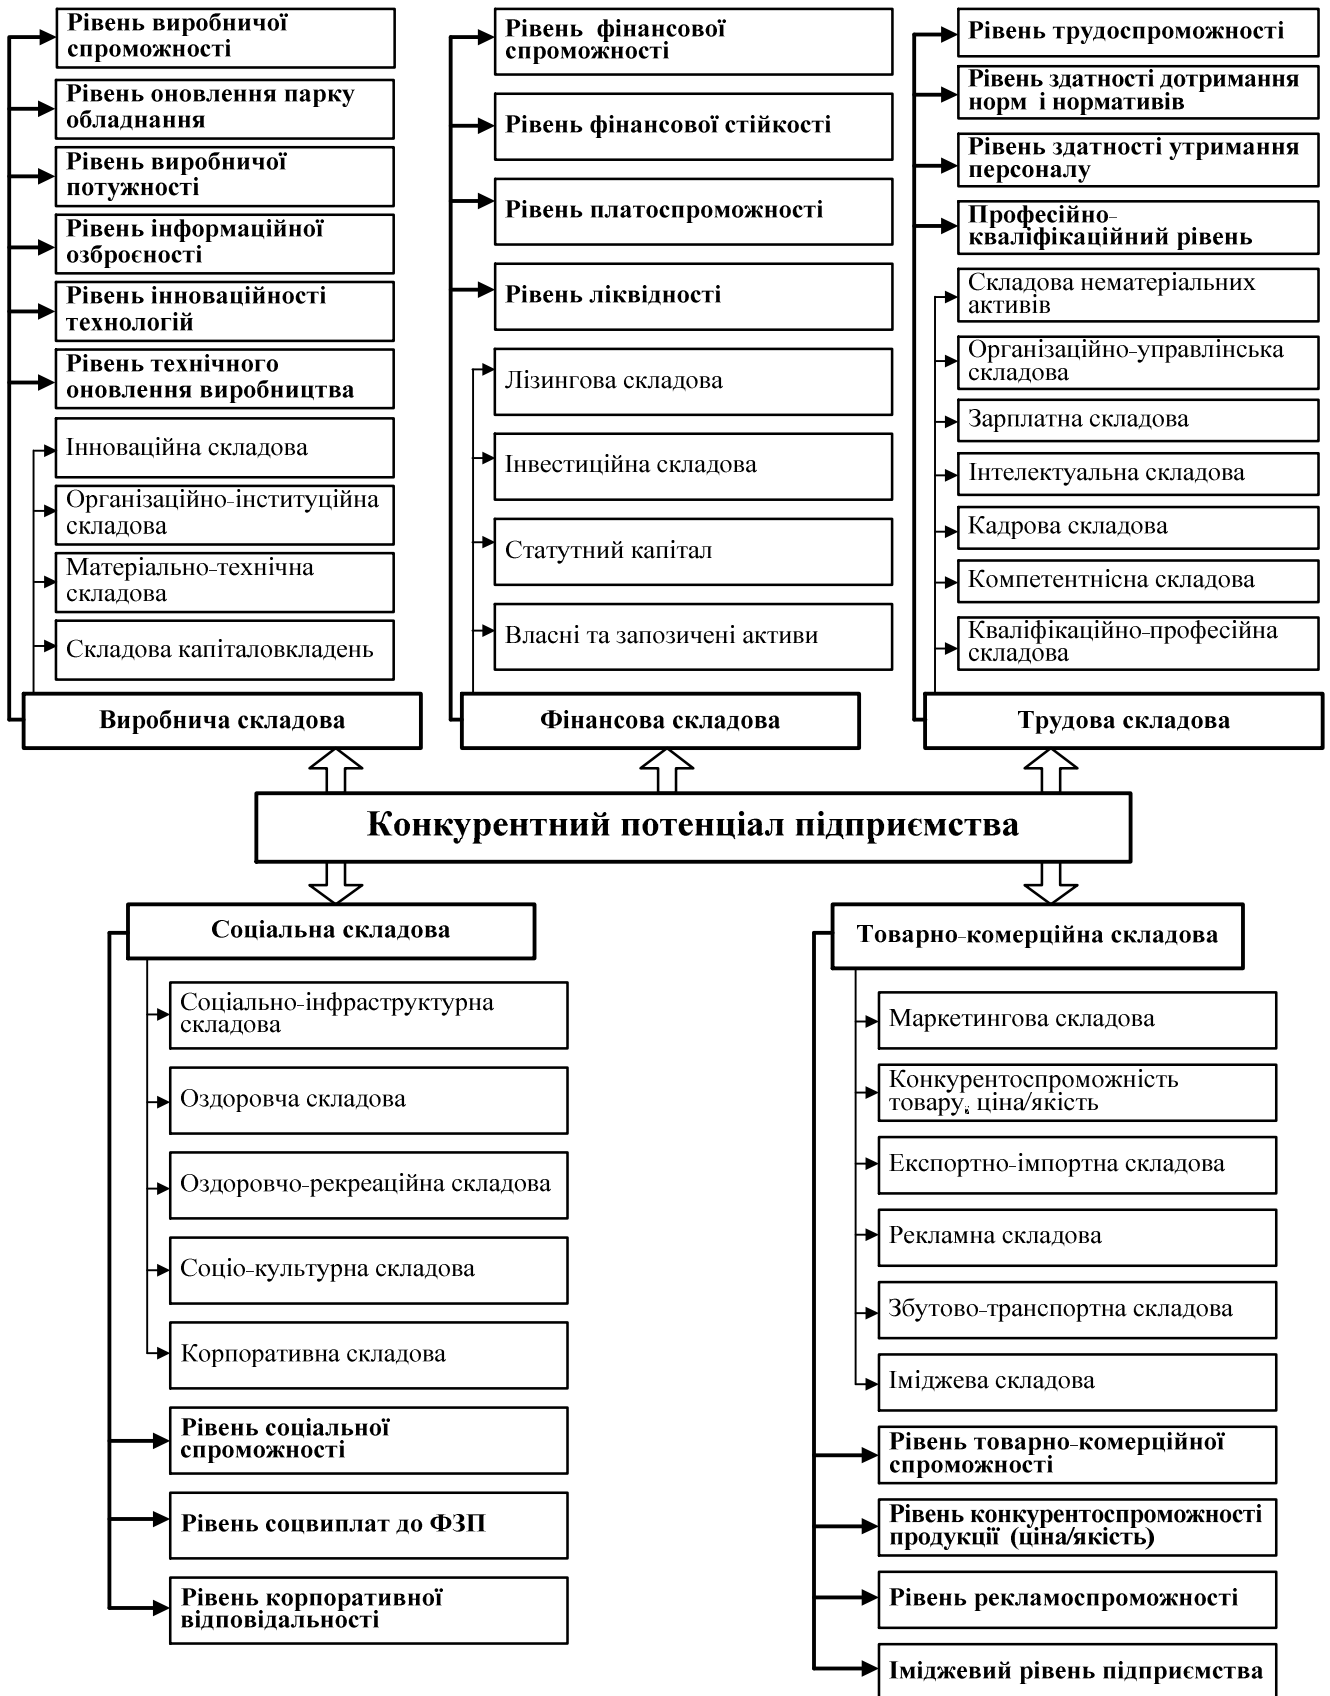 Рівень виробничої
спроможності
Рівень оновлення парку
обладнання
Рівень виробничої
потужності
Рівень інформаційної
озброєності
Рівень інноваційності
технологій
Рівень технічного
оновлення виробництва
Інноваційна складова
Організаційно-інституційна
складова
Матеріально-технічна
складова
Складова капіталовкладень
Виробнича складова
Рівень фінансової
спроможності
Рівень фінансової стійкості
Рівень платоспроможності
Рівень ліквідності
Лізингова складова
Інвестиційна складова
Статутний капітал
Власні та запозичені активи
Фінансова складова
Рівень трудоспроможності
Рівень здатності дотримання
норм і нормативів
Рівень здатності утримання
персоналу
Професійно-
кваліфікаційний рівень
Складова нематеріальних
активів
Організаційно-управлінська
складова
Зарплатна складова
Інтелектуальна складова
Кадрова складова
Компетентнісна складова
Кваліфікаційно-професійна
складова
Трудова складова
Конкурентний потенціал підприємства
Соціальна складова
Соціально-інфраструктурна
складова
Оздоровча складова
Оздоровчо-рекреаційна складова
Соціо-культурна складова
Корпоративна складова
Рівень соціальної
спроможності
Рівень соцвиплат до ФЗП
Рівень корпоративної
відповідальності
Товарно-комерційна складова
Маркетингова складова
Конкурентоспроможність
товару, ціна/якість
Експортно-імпортна складова
Рекламна складова
Збутово-транспортна складова
Іміджева складова
Рівень товарно-комерційної
спроможності
Рівень конкурентоспроможності
продукції (ціна/якість)
Рівень рекламоспроможності
Іміджевий рівень підприємства